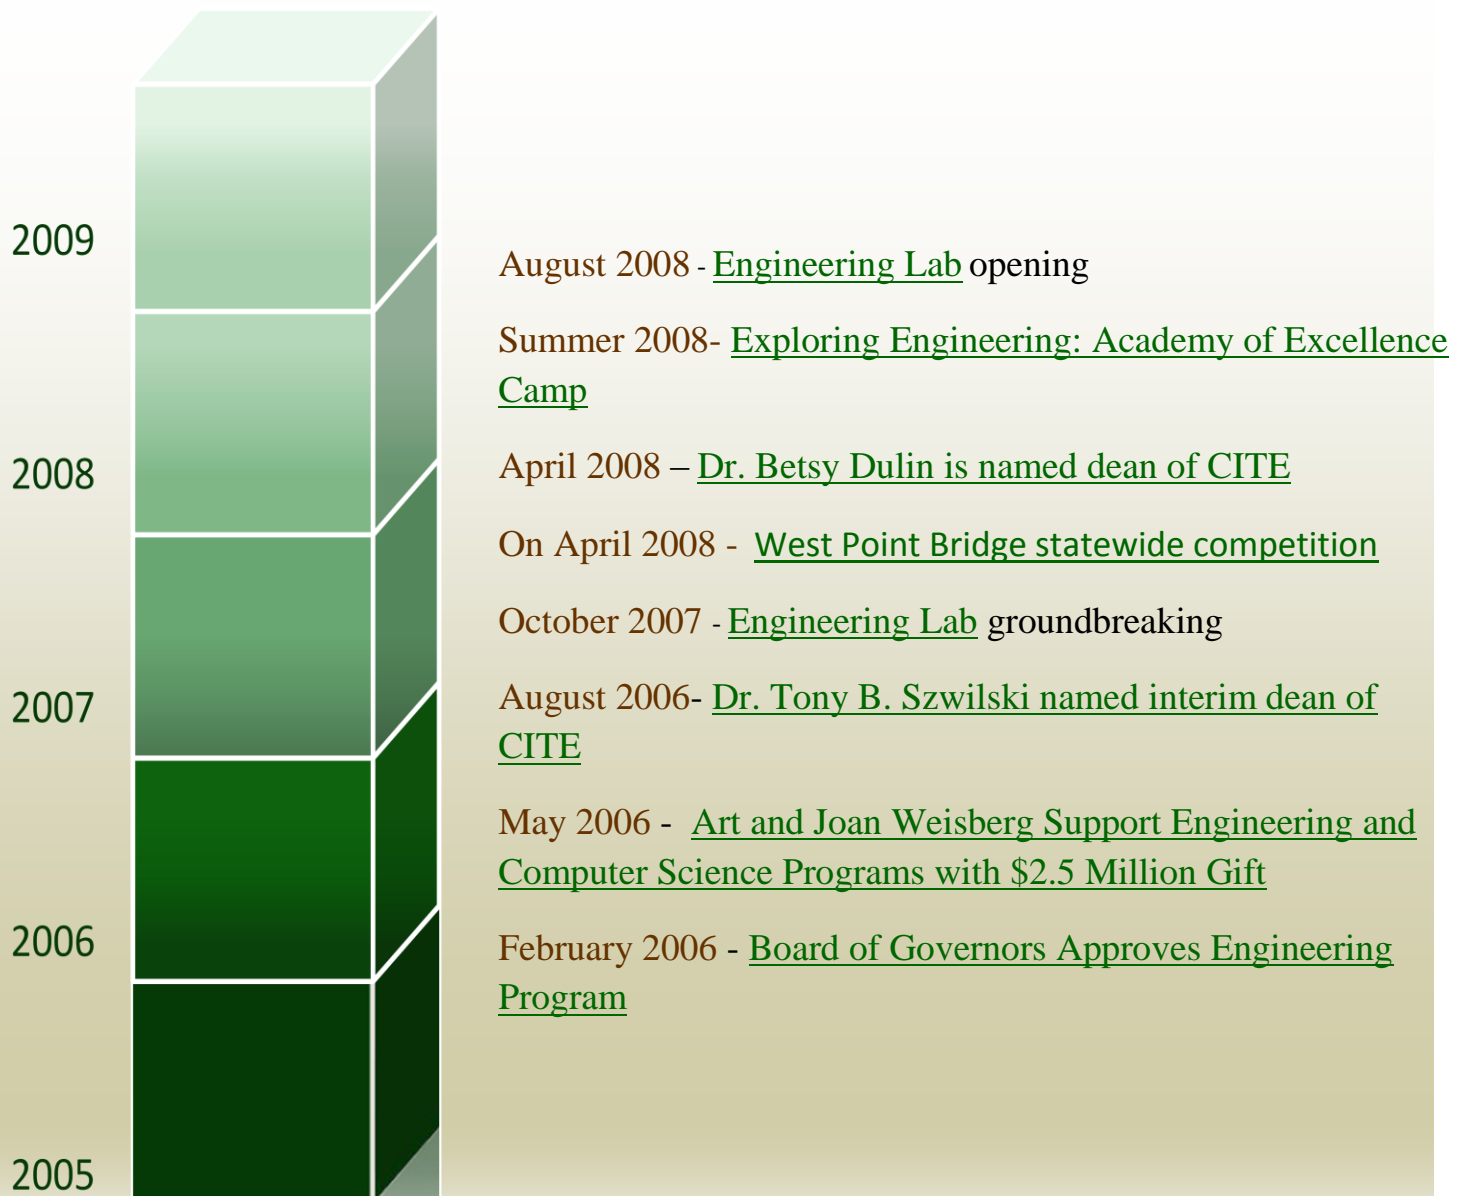 2009
August 2008 - Engineering Lab opening
Summer 2008- Exploring Engineering: Academy of Excellence
Camp
2008
April 2008 – Dr. Betsy Dulin is named dean of CITE
On April 2008 - West Point Bridge statewide competition
October 2007 - Engineering Lab groundbreaking
2007
August 2006- Dr. Tony B. Szwilski named interim dean of
CITE
May 2006 - Art and Joan Weisberg Support Engineering and
Computer Science Programs with $2.5 Million Gift
2006
February 2006 - Board of Governors Approves Engineering
Program
2005